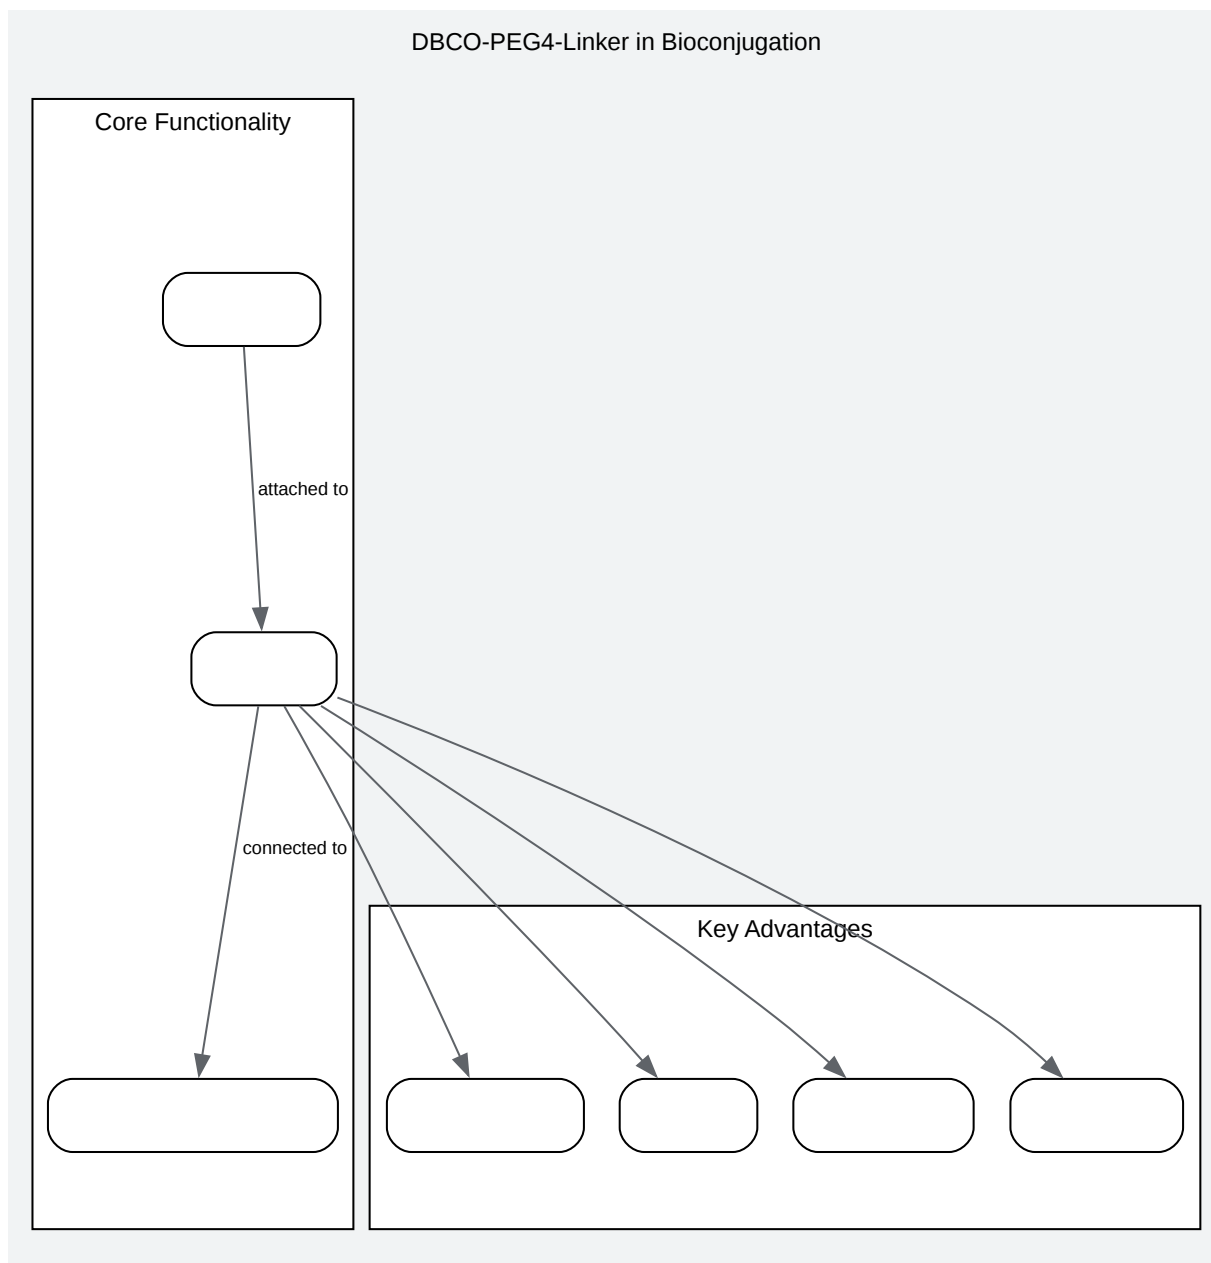 DBCO-PEG4-Linker in Bioconjugation
Core Functionality
attached to
connected to
Key Advantages